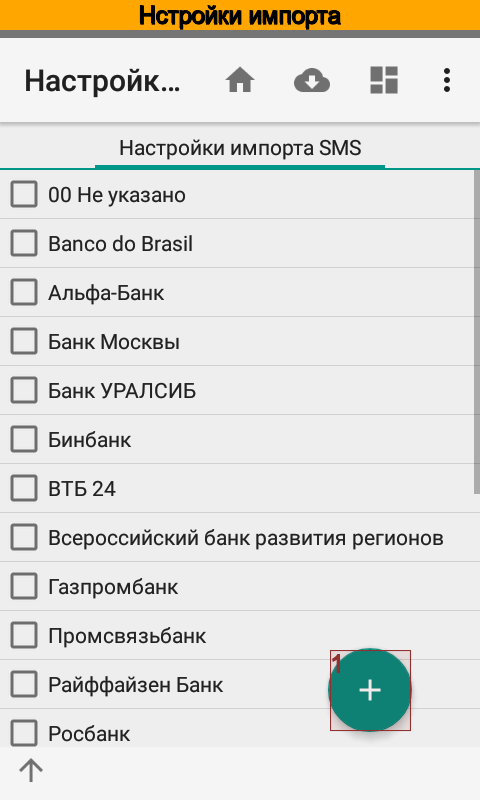 Нстройки импорта
Настройк...
Настройки импорта SMS
00 Не указано
Banco do Brasil
Альфа-Банк
Банк Москвы
Банк УРАЛСИБ
Бинбанк
ВТБ 24
Всероссийский банк развития регионов
Газпромбанк
Промсвязьбанк
1
Райффайзен Банк
Росбанк